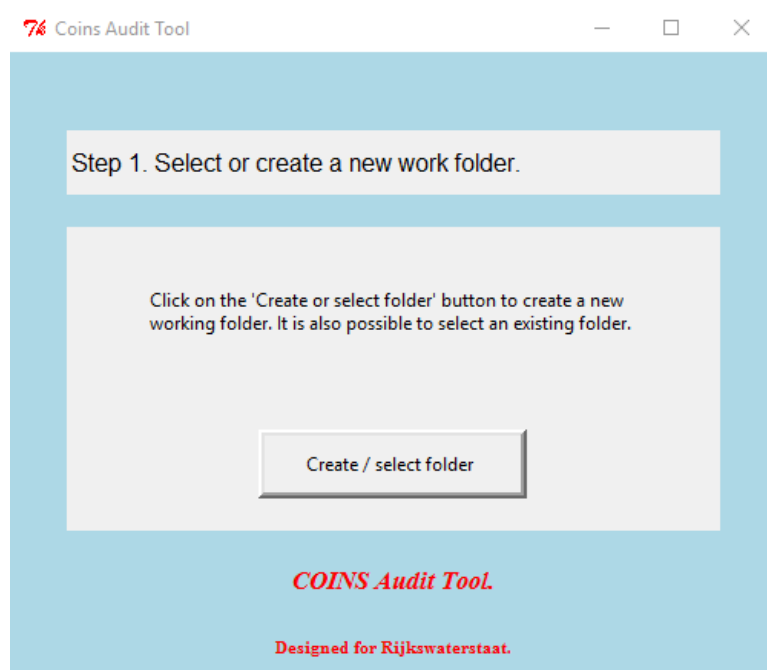 Coins Audit Tool
Step 1. Select or create a new work folder.
Click on the 'Create or select folder' button to create a new
working folder. It is also possible to select an existing folder.
Create / select folder
COINS Audit Tool.
Designed for Rijkswaterstaat.